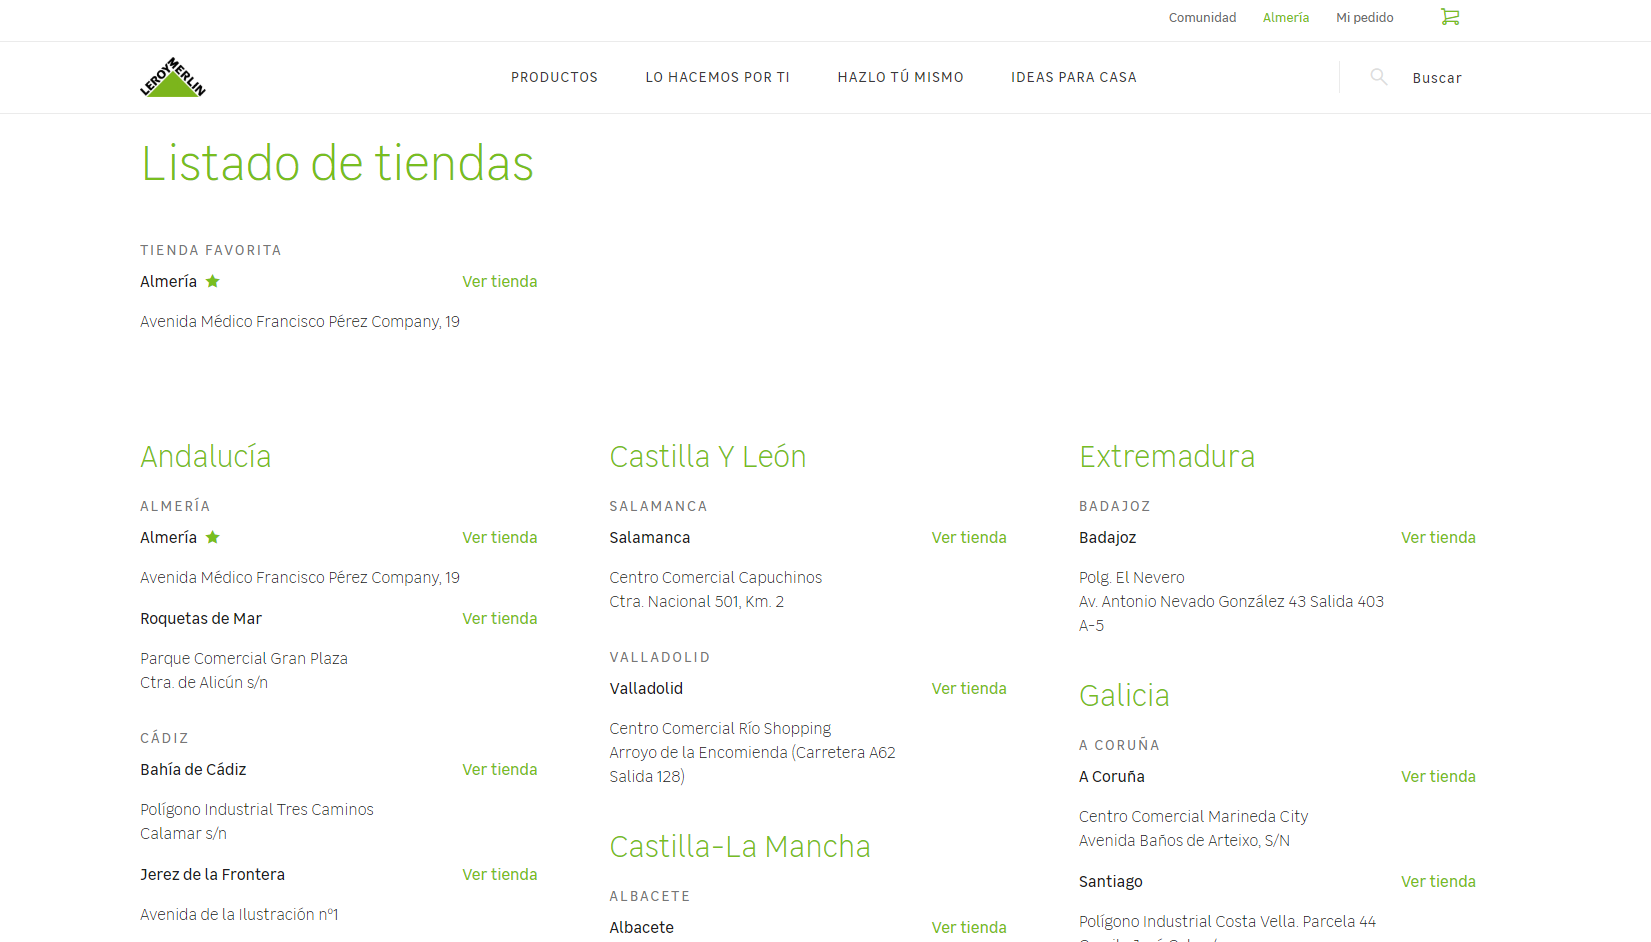 Comunidad
Almería
Mi pedido
LEROY MERLIN
PRODUCTOS
LO HACEMOS POR TI
HAZLO TÚ MISMO
IDEAS PARA CASA
Buscar
Listado de tiendas
TIENDA FAVORITA
Almería
Ver tienda
Avenida Médico Francisco Pérez Company, 19
Andalucía
ALMERÍA
Almería
Ver tienda
Avenida Médico Francisco Pérez Company, 19
Roquetas de Mar
Ver tienda
Parque Comercial Gran Plaza
Ctra. de Alicún s/n
CÁDIZ
Bahía de Cádiz
Ver tienda
Polígono Industrial Tres Caminos
Calamar s/n
Jerez de la Frontera
Ver tienda
Avenida de la Ilustración nº1
Castilla Y León
SALAMANCA
Salamanca
Ver tienda
Centro Comercial Capuchinos
Ctra. Nacional 501, Km. 2
VALLADOLID
Valladolid
Ver tienda
Centro Comercial Río Shopping
Arroyo de la Encomienda (Carretera A62
Salida 128)
Castilla-La Mancha
ALBACETE
Albacete
Ver tienda
Extremadura
BADAJOZ
Badajoz
Ver tienda
Polg. El Nevero
Av. Antonio Nevado González 43 Salida 403
A-5
Galicia
A CORUÑA
A Coruña
Ver tienda
Centro Comercial Marineda City
Avenida Baños de Arteixo, S/N
Santiago
Ver tienda
Polígono Industrial Costa Vella. Parcela 44